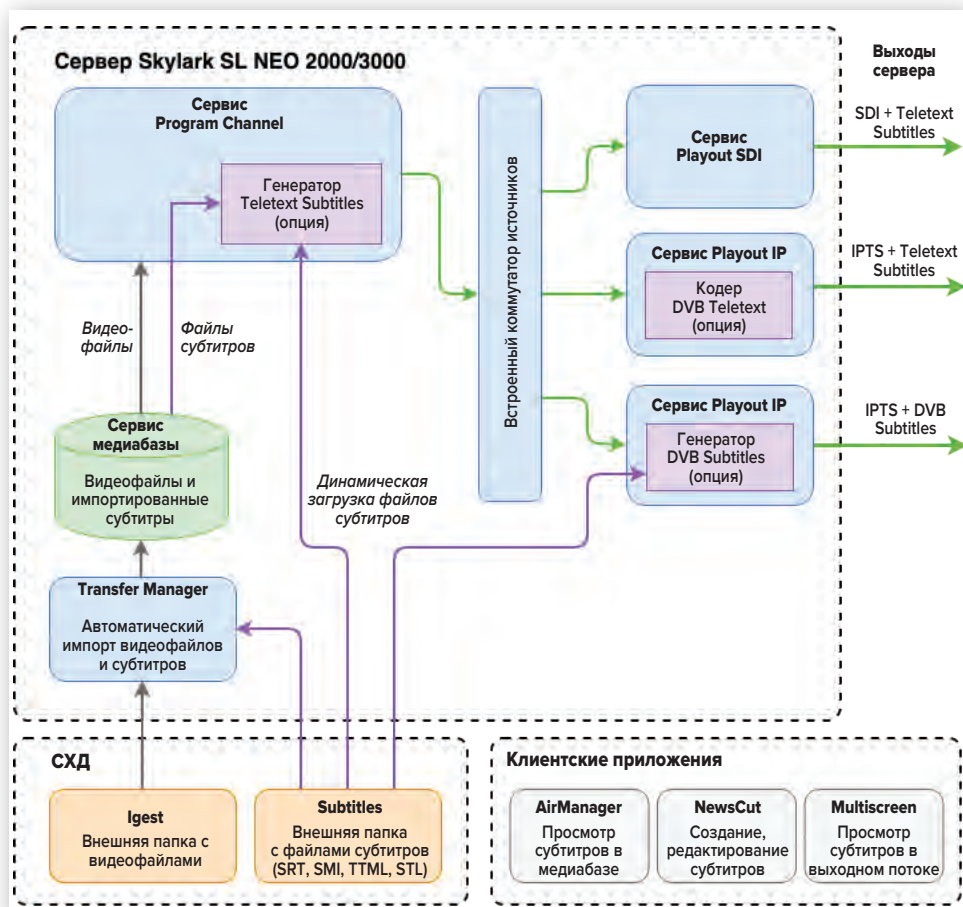 Сервер Skylark SL NEO 2000/3000
Выходы
сервера
Сервис
Program Channel
Генератор
Teletext Subtitles
(опция)
Встроенный коммутатор источников
Сервис
Playout SDI
SDI + Teletext
Subtitles
Сервис Playout IP
Кодер
DVB Teletext
(опция)
IPTS + Teletext
Subtitles
Сервис Playout IP
Генератор
DVB Subtitles
(опция)
IPTS + DVB
Subtitles
Видео-
файлы
Файлы
субтитров
Сервис
медиабазы
Видеофайлы и
импортированные
субтитры
Динамическая
загрузка файлов
субтитров
Transfer Manager
Автоматический
импорт видеофайлов
и субтитров
СХД
Igest
Внешняя папка с
видеофайлами
Subtitles
Внешняя папка
с файлами субтитров
(SRT, SMI, TTML, STL)
Клиентские приложения
AirManager
Просмотр
субтитров в
медиабазе
NewsCut
Создание,
редактирование
субтитров
Multiscreen
Просмотр
субтитров в
выходном потоке